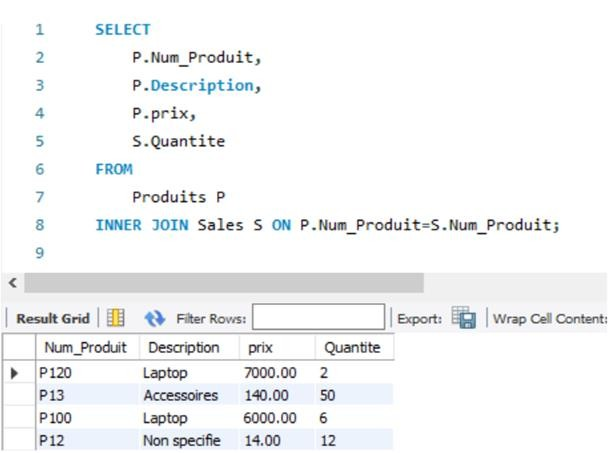 1 SELECT
2 P.Num_Produit,
3 P.Description,
4 P.prix,
5 S.Quantite
6 FROM
7 Produits P
8 INNER JOIN Sales S ON P.Num_Produit=S.Num_Produit;
9
Result Grid Filter Rows: Export: Wrap Cell Content:
Num_Produit Description prix Quantite
P120 Laptop 7000.00 2
P13 Accessoires 140.00 50
P100 Laptop 6000.00 6
P12 Non specifie 14.00 12